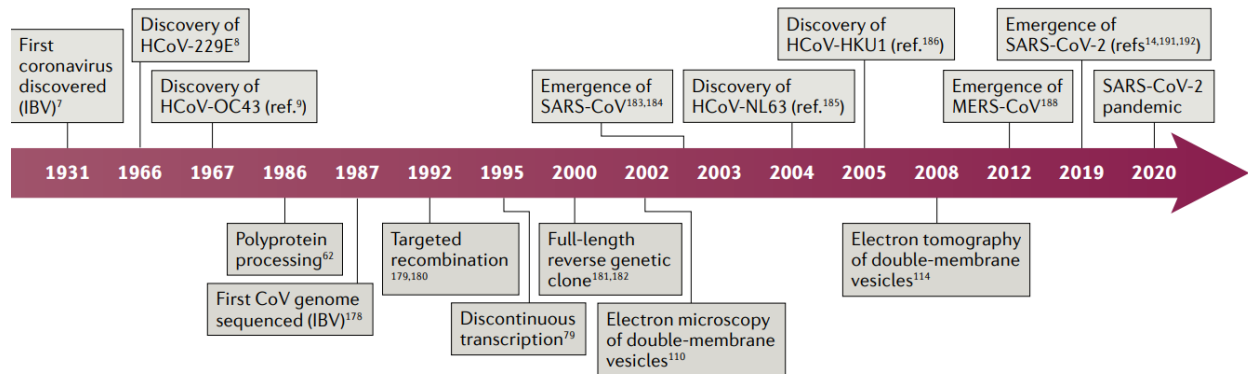 First
coronavirus
discovered
(IBV)⁷
Discovery of
HCoV-229E⁸
Discovery of
HCoV-OC43 (ref.⁹)
Emergence of
SARS-CoV¹⁸³,¹⁸⁴
Discovery of
HCoV-NL63 (ref.¹⁸⁵)
Discovery of
HCoV-HKU1 (ref.¹⁸⁶)
Emergence of
MERS-CoV¹⁸⁸
Emergence of
SARS-CoV-2 (refs¹⁴,¹⁹¹,¹⁹²)
SARS-CoV-2
pandemic
1931 1966 1967 1986 1987 1992 1995 2000 2002 2003 2004 2005 2008 2012 2019 2020
Polyprotein
processing⁶²
First CoV genome
sequenced (IBV)¹⁷⁸
Targeted
recombination
¹⁷⁹,¹⁸⁰
Discontinuous
transcription⁷⁹
Full-length
reverse genetic
clone¹⁸¹,¹⁸²
Electron microscopy
of double-membrane
vesicles¹¹⁰
Electron tomography
of double-membrane
vesicles¹¹⁴